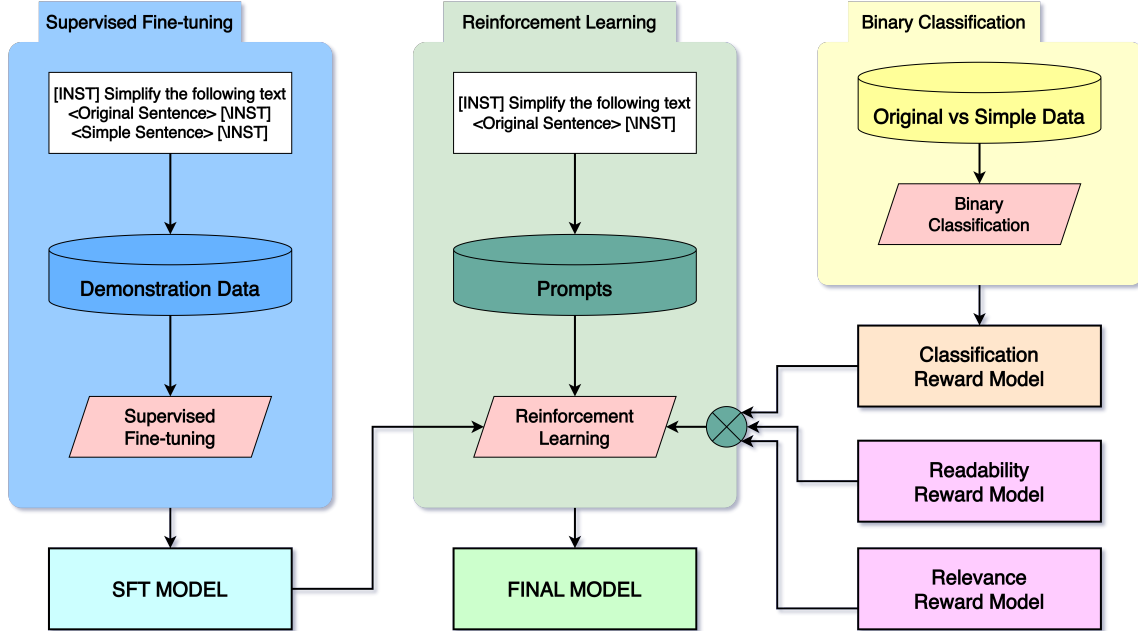 Supervised Fine-tuning
[INST] Simplify the following text
<Original Sentence> [\INST]
<Simple Sentence> [\INST]
Demonstration Data
Supervised
Fine-tuning
SFT MODEL
Reinforcement Learning
[INST] Simplify the following text
<Original Sentence> [\INST]
Prompts
Reinforcement
Learning
FINAL MODEL
Binary Classification
Original vs Simple Data
Binary
Classification
Classification
Reward Model
Readability
Reward Model
Relevance
Reward Model